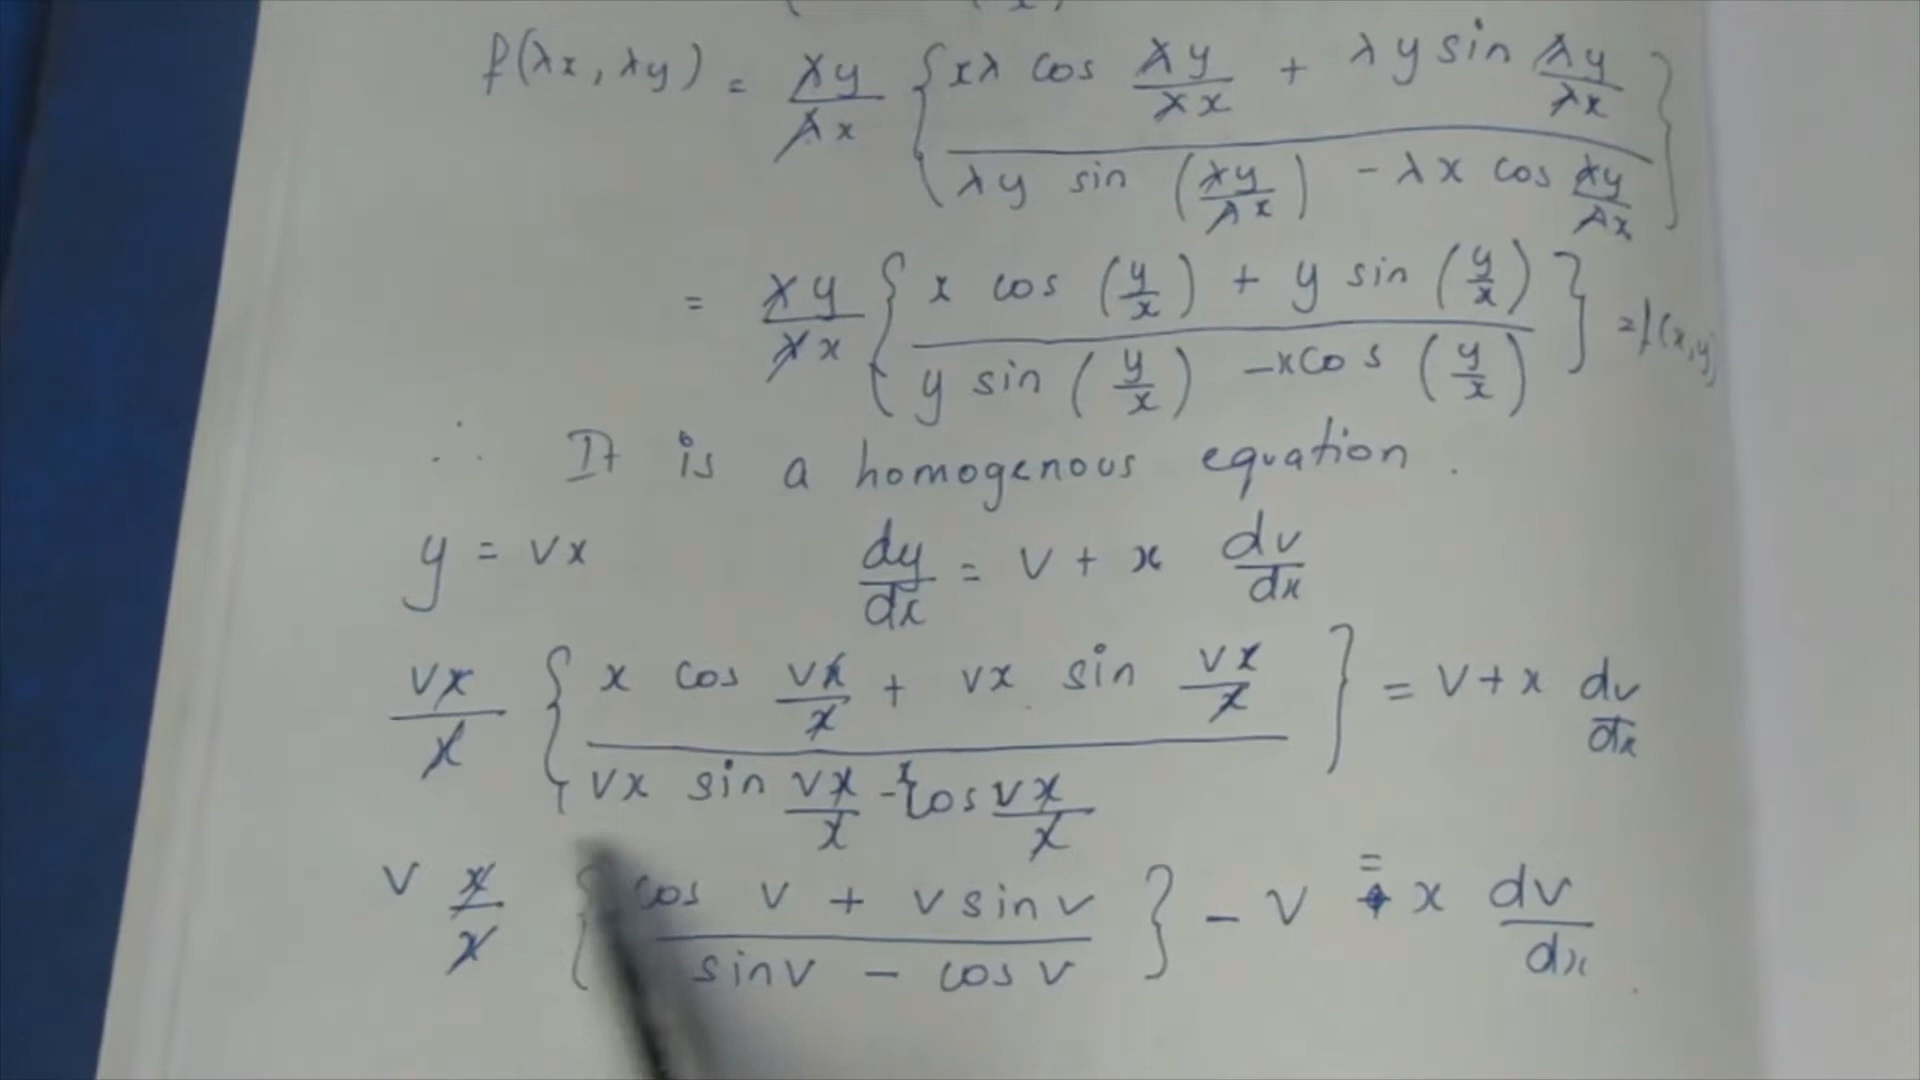 f(λx, λy) = λy/λx { xλ cos λy/λx + λy sin λy/λx / λy sin (λy/λx) - λx cos λy/λx }
= xy/xx { x cos (y/x) + y sin (y/x) / y sin (y/x) - x cos (y/x) } = f(x,y)
∴ It is a homogenous equation.
y = vx dy/dx = v + x dv/dx
vx/x { x cos vx/x + vx sin vx/x / vx sin vx/x - x cos vx/x } = v + x dv/dx
v x/x { cos v + v sin v / sin v - cos v } - v = x dv/dx